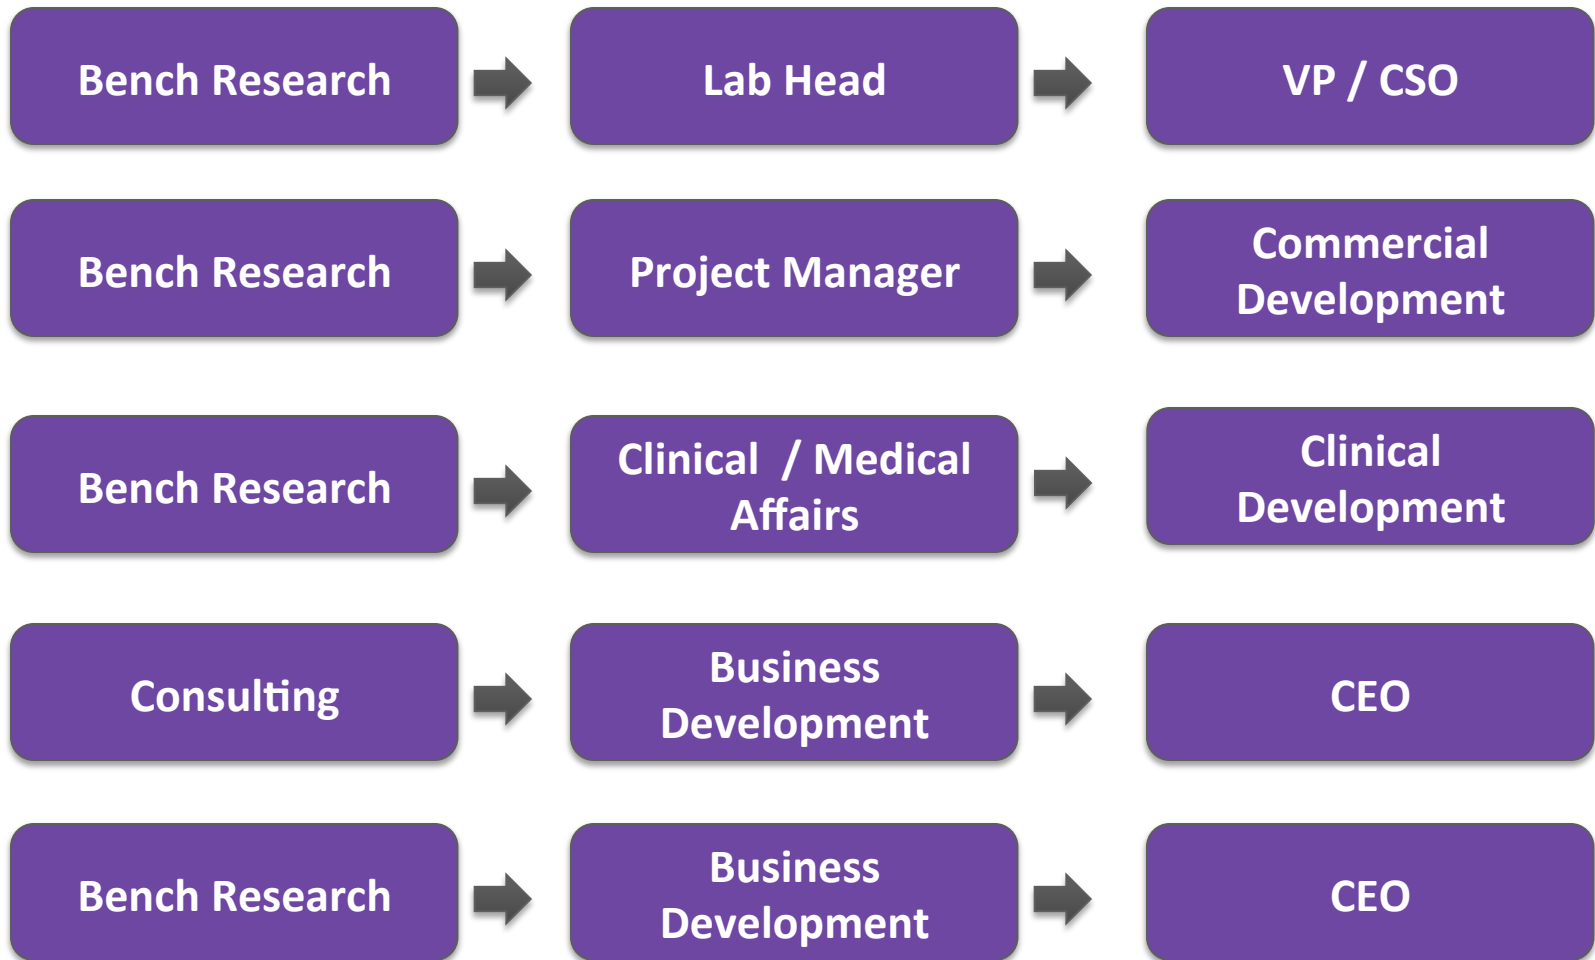 Bench Research
Lab Head
VP / CSO
Bench Research
Project Manager
Commercial
Development
Bench Research
Clinical / Medical
Affairs
Clinical
Development
Consulting
Business
Development
CEO
Bench Research
Business
Development
CEO